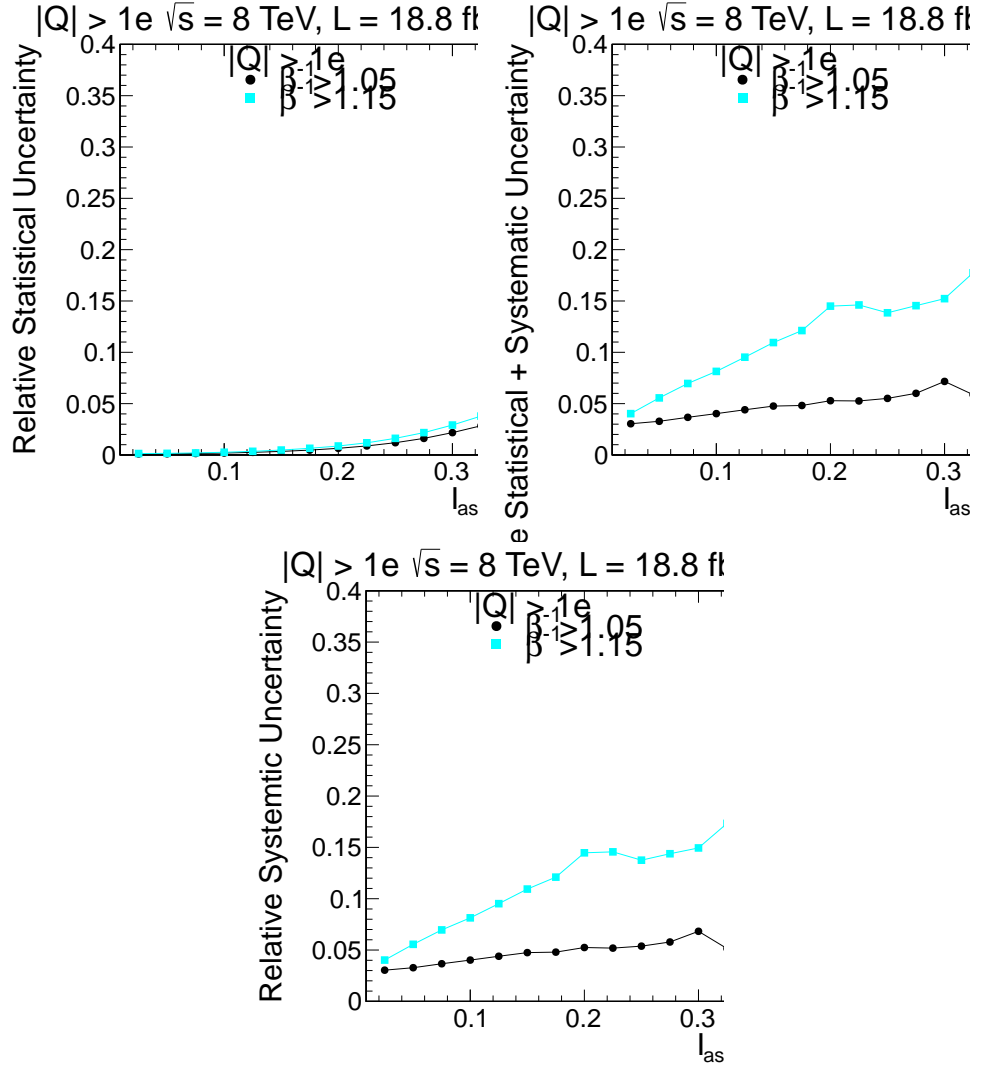 |Q| > 1e √s = 8 TeV, L = 18.8 fb
Relative Statistical Uncertainty
0.4
0.35
0.3
0.25
0.2
0.15
0.1
0.05
0
|Q| > 1e
β-1>1.05
β-1>1.15
0.1 0.2 0.3
Ias
|Q| > 1e √s = 8 TeV, L = 18.8 fb
e Statistical + Systematic Uncertainty
0.4
0.35
0.3
0.25
0.2
0.15
0.1
0.05
0
|Q| > 1e
β-1>1.05
β-1>1.15
0.1 0.2 0.3
Ias
|Q| > 1e √s = 8 TeV, L = 18.8 fb
Relative Systemtic Uncertainty
0.4
0.35
0.3
0.25
0.2
0.15
0.1
0.05
0
|Q| > 1e
β-1>1.05
β-1>1.15
0.1 0.2 0.3
Ias